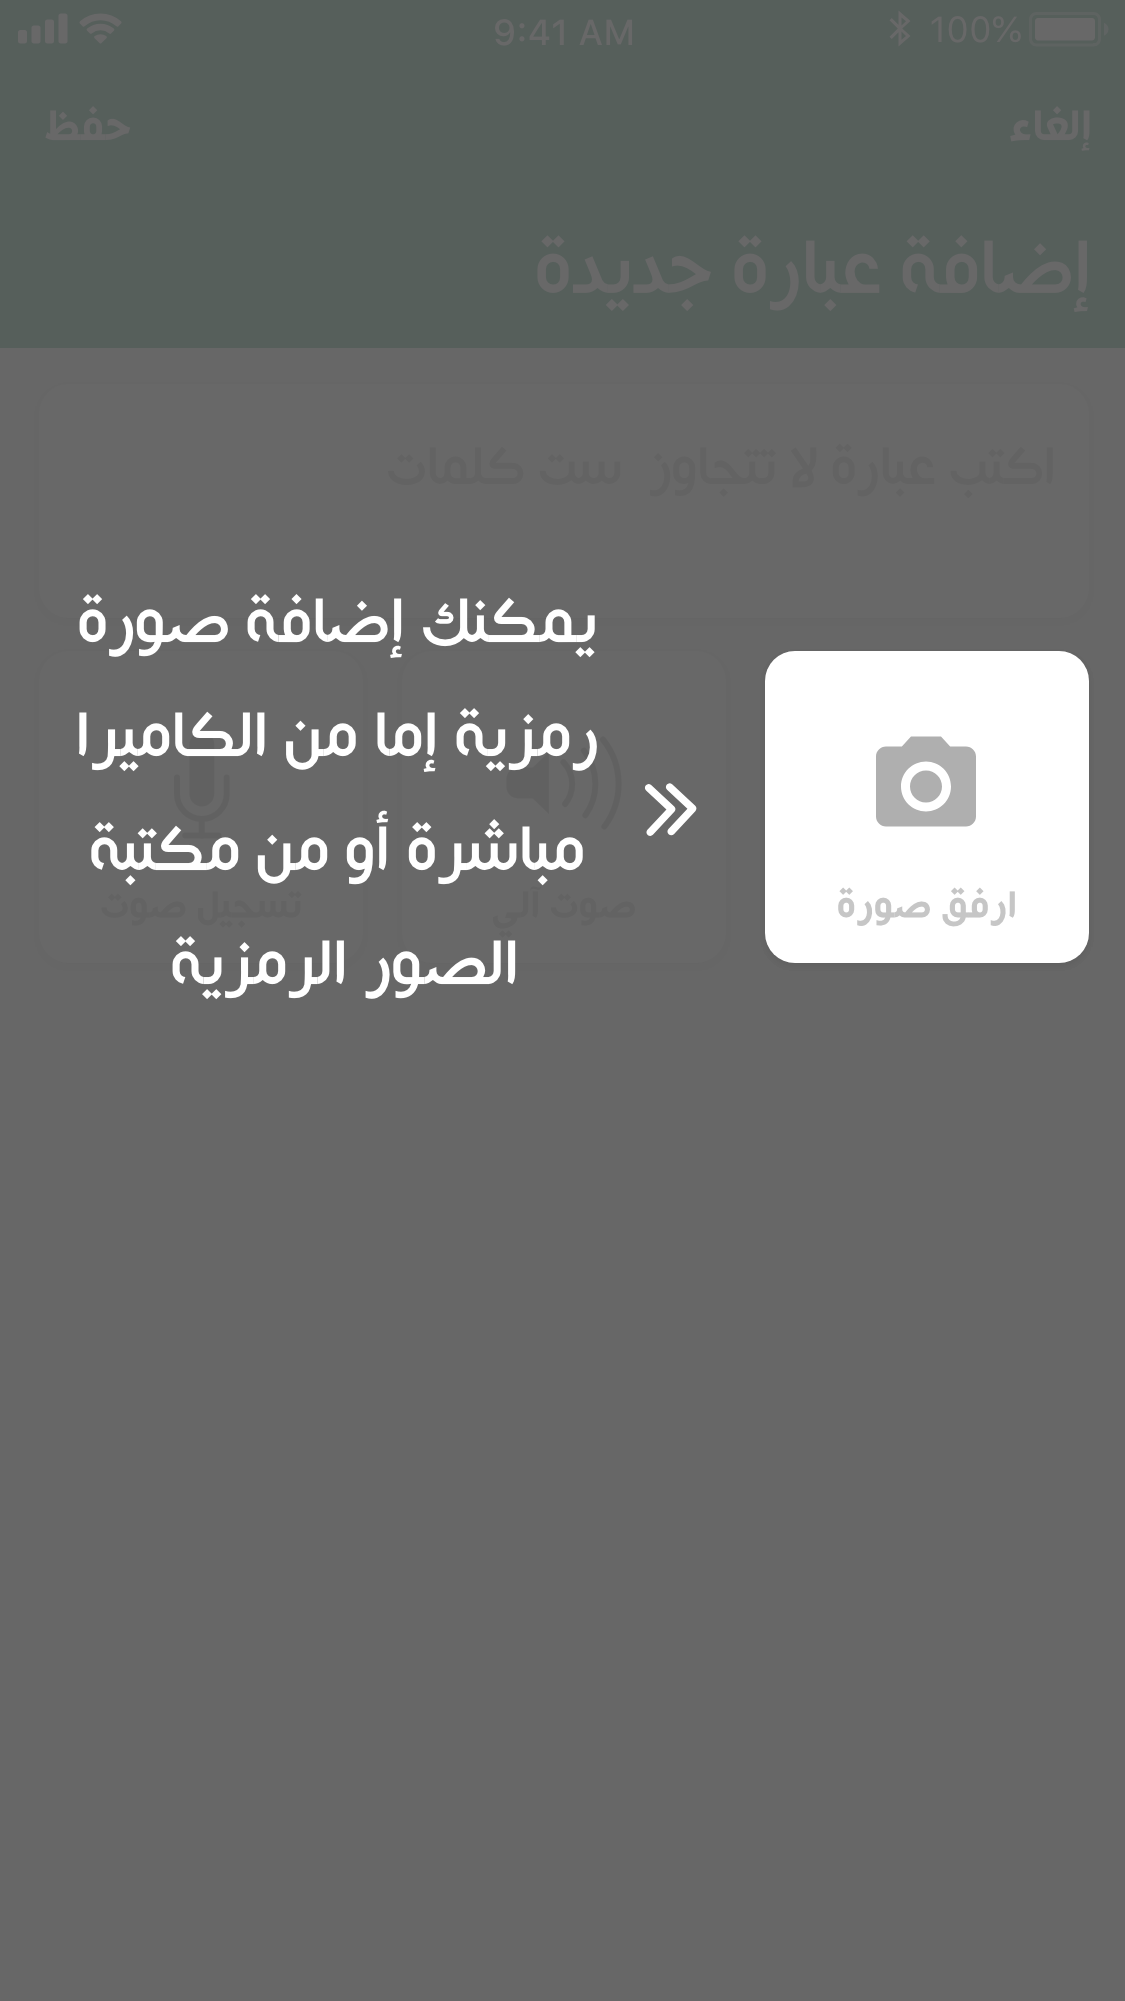 9:41 AM
100%
إلغاء
حفظ
إضافة عبارة جديدة
اكتب عبارة لا تتجاوز ست كلمات
يمكنك إضافة صورة
رمزية إما من الكاميرا
مباشرة أو من مكتبة
الصور الرمزية
ارفق صورة
صوت آلي
تسجيل صوت